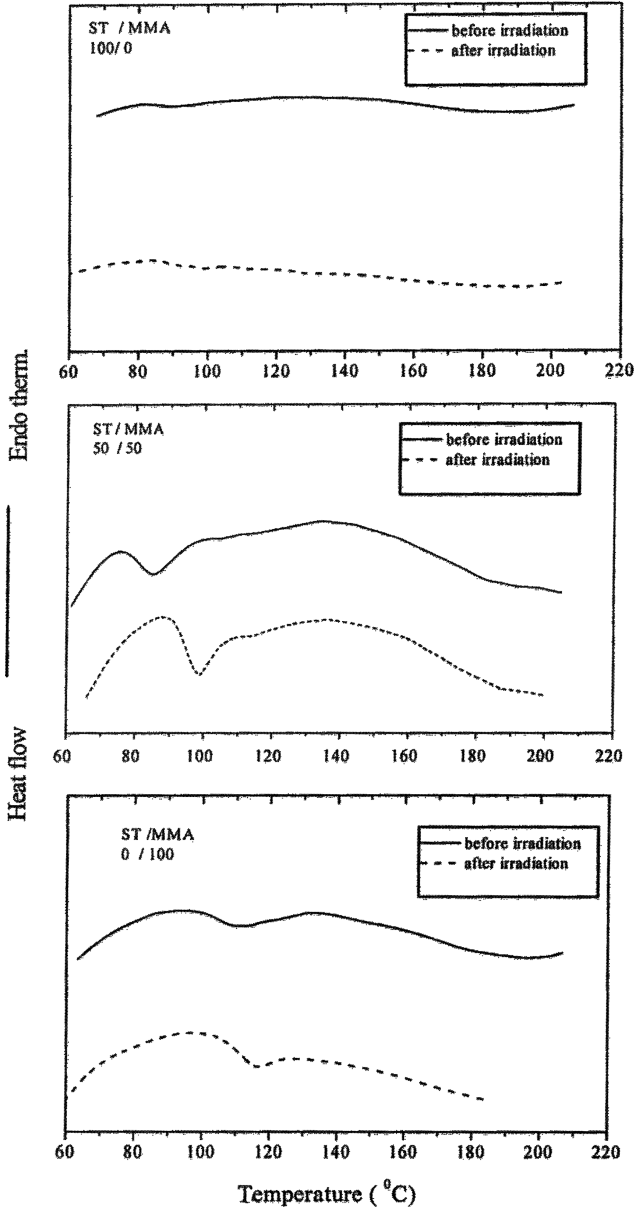 ST / MMA
100/ 0
before irradiation
after irradiation
60 80 100 120 140 160 180 200 220
ST / MMA
50 / 50
before irradiation
after irradiation
60 80 100 120 140 160 180 200 220
ST /MMA
0 / 100
before irradiation
after irradiation
60 80 100 120 140 160 180 200 220
Temperature ( ⁰C)
Heat flow
Endo therm.